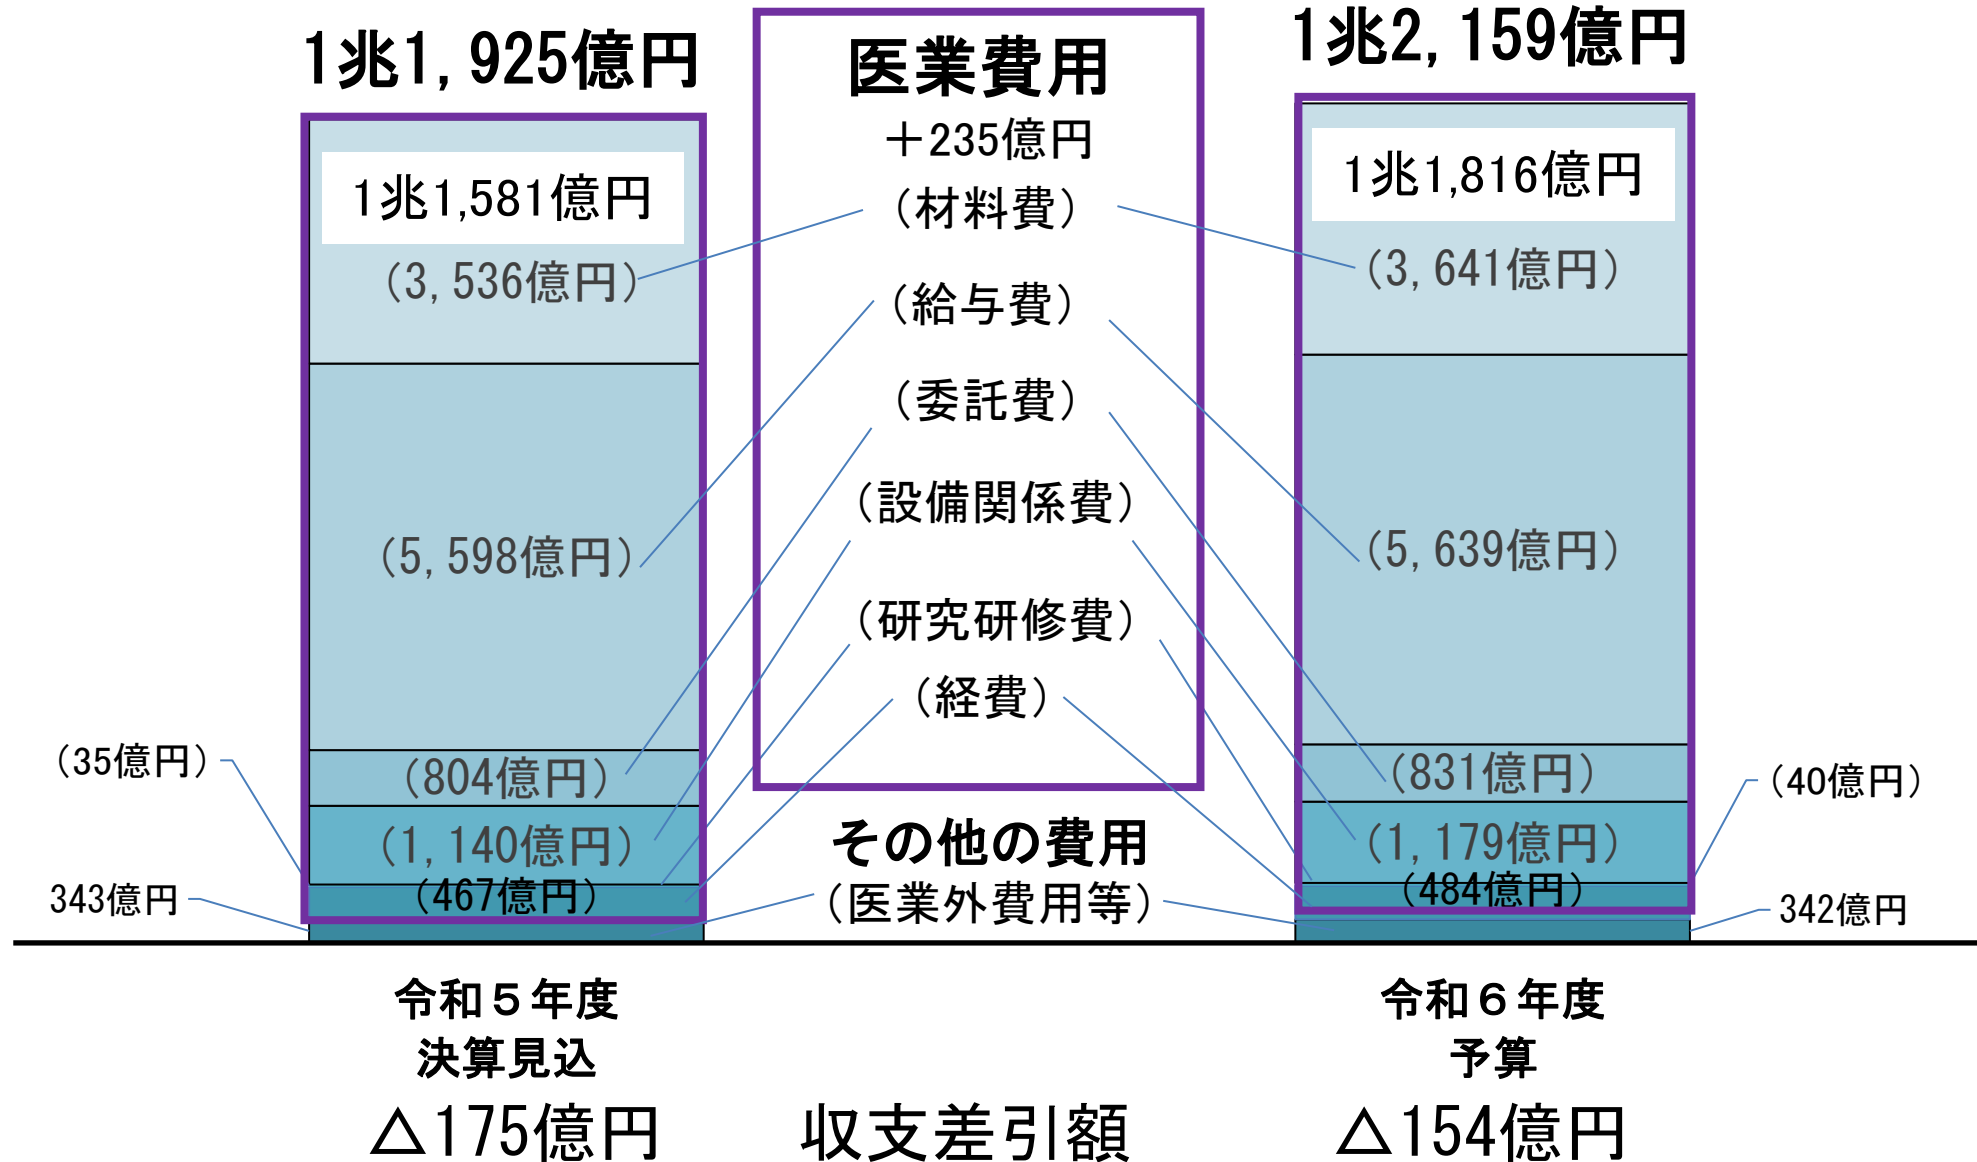 1兆1,925億円
1兆1,581億円
(3,536億円)
(5,598億円)
(804億円)
(1,140億円)
(467億円)
(35億円)
343億円
令和５年度
決算見込
△175億円
医業費用
＋235億円
（材料費）
（給与費）
（委託費）
（設備関係費）
（研究研修費）
（経費）
その他の費用
（医業外費用等）
収支差引額
1兆2,159億円
1兆1,816億円
(3,641億円)
(5,639億円)
(831億円)
(1,179億円)
(484億円)
(40億円)
342億円
令和６年度
予算
△154億円